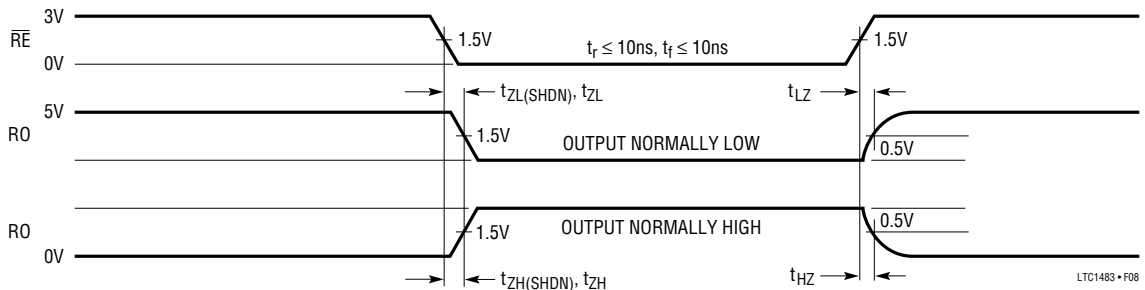 3V
RE
1.5V
tr ≤ 10ns, tf ≤ 10ns
1.5V
0V
tZL(SHDN), tZL
tLZ
5V
RO
1.5V
OUTPUT NORMALLY LOW
0.5V
RO
1.5V
OUTPUT NORMALLY HIGH
0.5V
0V
tZH(SHDN), tZH
tHZ
LTC1483 • F08